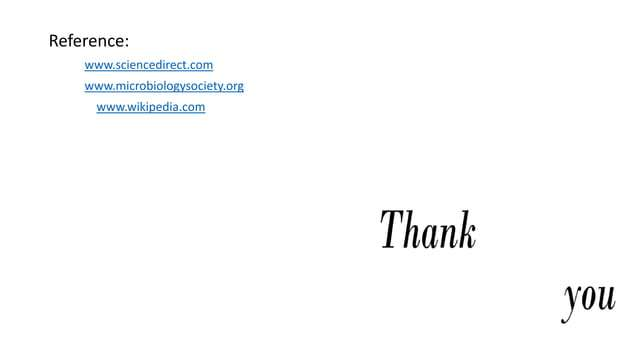 Reference:
www.sciencedirect.com
www.microbiologysociety.org
www.wikipedia.com
Thank
you